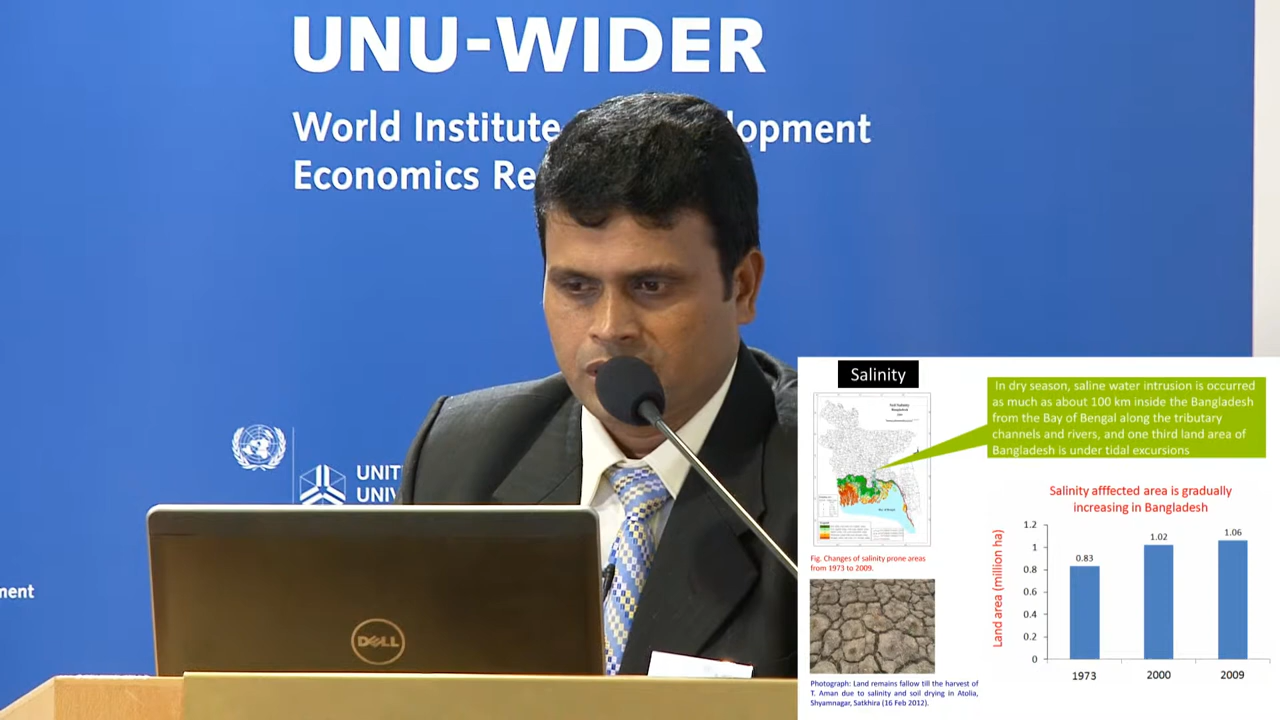 UNU-WIDER
World Institute lopment
Economics Re
UNIT
UNIV
ment
DELL
Salinity
In dry season, saline water intrusion is occurred
as much as about 100 km inside the Bangladesh
from the Bay of Bengal along the tributary
channels and rivers, and one third land area of
Bangladesh is under tidal excursions
Fig. Changes of salinity prone areas
from 1973 to 2009.
Photograph: Land remains fallow till the harvest of
T. Aman due to salinity and soil drying in Atolia,
Shyamnagar, Satkhira (16 Feb 2012).
Salinity afffected area is gradually
increasing in Bangladesh
Land area (million ha)
1.2
1
0.8
0.6
0.4
0.2
0
0.83
1.02
1.06
1973
2000
2009